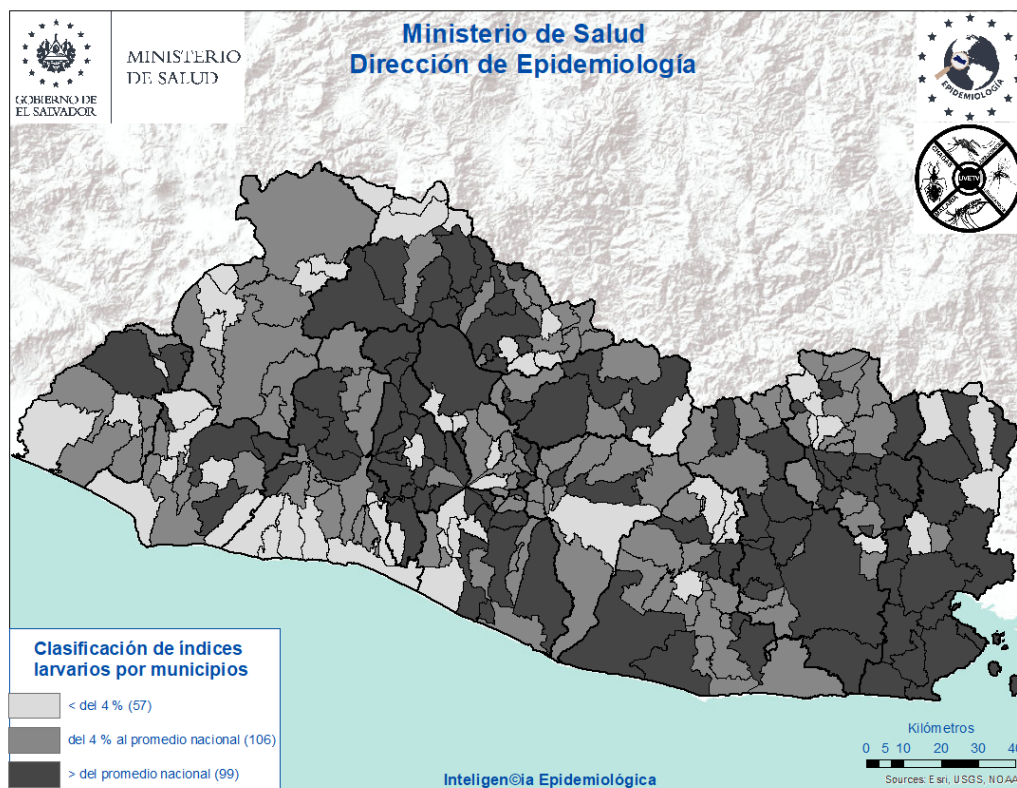 Ministerio de Salud
Dirección de Epidemiología
MINISTERIO
DE SALUD
GOBIERNO DE
EL SALVADOR
EPIDEMIOLOGÍA
CHAGAS
UVETV
Clasificación de índices
larvarios por municipios
< del 4 % (57)
del 4 % al promedio nacional (106)
> del promedio nacional (99)
Inteligen©ia Epidemiológica
Kilómetros
0 5 10 20 30 40
Sources: Esri, USGS, NOAA